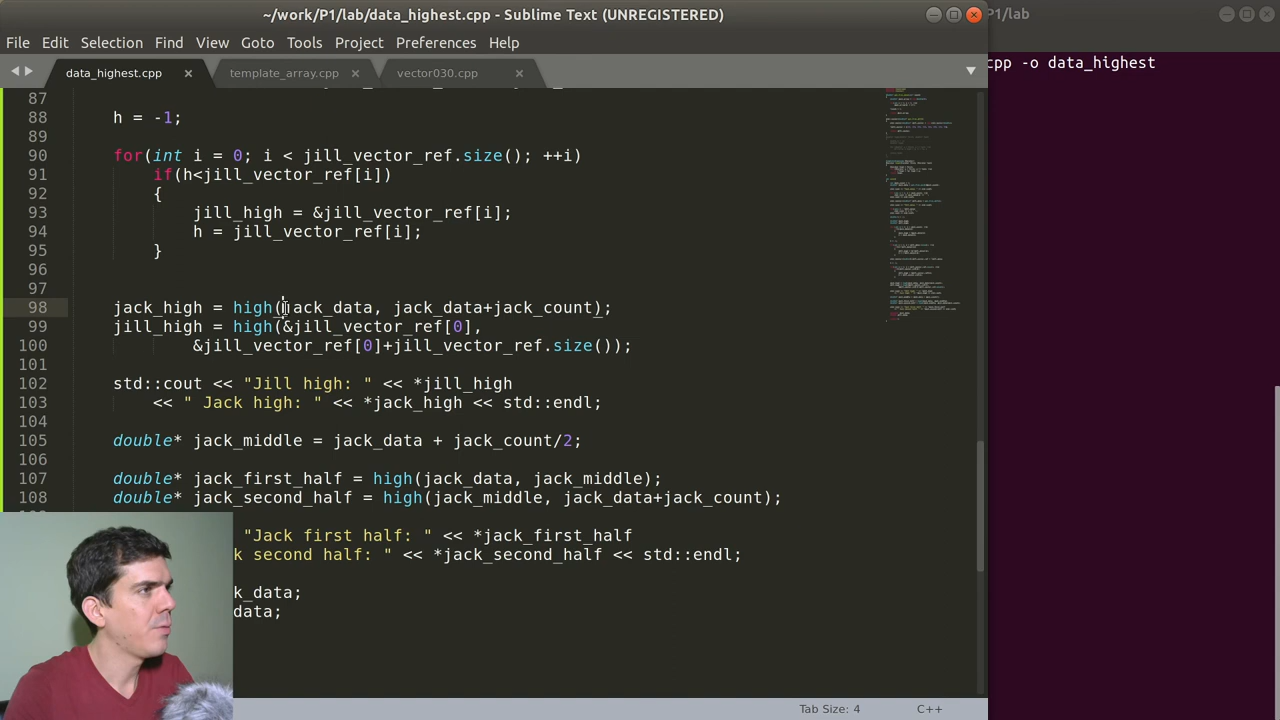 ~/work/P1/lab/data_highest.cpp - Sublime Text (UNREGISTERED)
P1/lab
File Edit Selection Find View Goto Tools Project Preferences Help
cpp -o data_highest
data_highest.cpp × template_array.cpp × vector030.cpp ×
87
88 h = -1;
89
90 for(int i = 0; i < jill_vector_ref.size(); ++i)
91 if(h<jill_vector_ref[i])
92 {
93 _high = &jill_vector_ref[i];
94 = jill_vector_ref[i];
95 }
96
97
98 jack_high = high(jack_data, jack_data+jack_count);
99 jill_high = high(&jill_vector_ref[0],
100 &jill_vector_ref[0]+jill_vector_ref.size());
101
102 std::cout << "Jill high: " << *jill_high
103 << " Jack high: " << *jack_high << std::endl;
104
105 double* jack_middle = jack_data + jack_count/2;
106
107 double* jack_first_half = high(jack_data, jack_middle);
108 double* jack_second_half = high(jack_middle, jack_data+jack_count);
"Jack first half: " << *jack_first_half
k second half: " << *jack_second_half << std::endl;
k_data;
data;
Tab Size: 4 C++